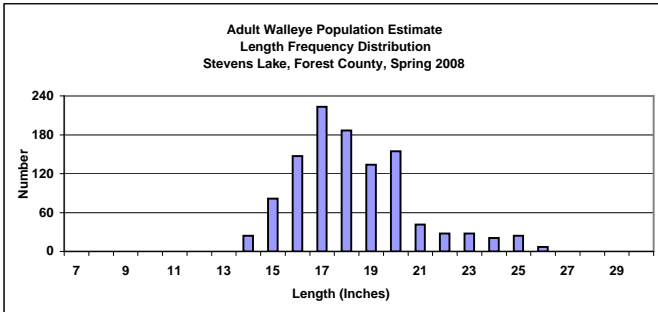 Adult Walleye Population Estimate
Length Frequency Distribution
Stevens Lake, Forest County, Spring 2008
240
180
120
60
0
Number
7 9 11 13 15 17 19 21 23 25 27 29
Length (Inches)